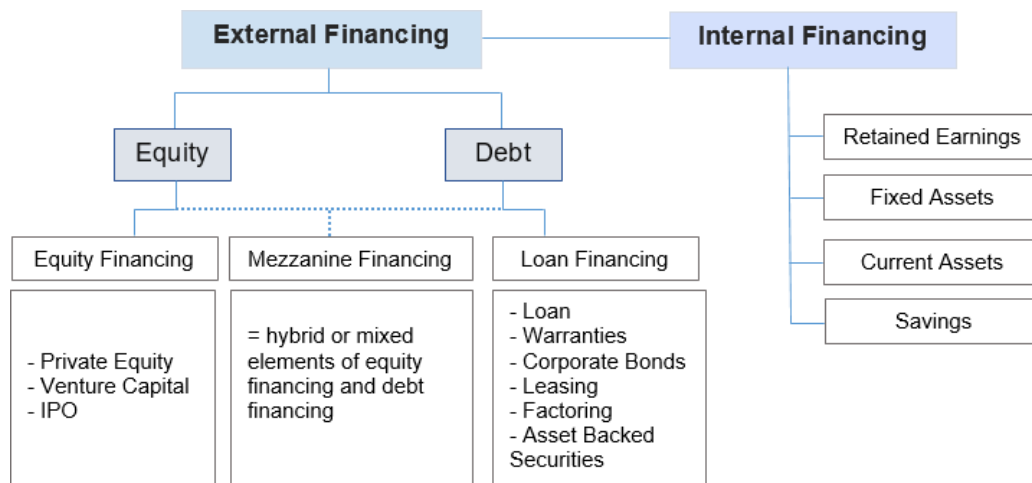 External Financing
Internal Financing
Equity
Debt
Retained Earnings
Fixed Assets
Current Assets
Savings
Equity Financing
Mezzanine Financing
Loan Financing
- Private Equity
- Venture Capital
- IPO
= hybrid or mixed
elements of equity
financing and debt
financing
- Loan
- Warranties
- Corporate Bonds
- Leasing
- Factoring
- Asset Backed
Securities